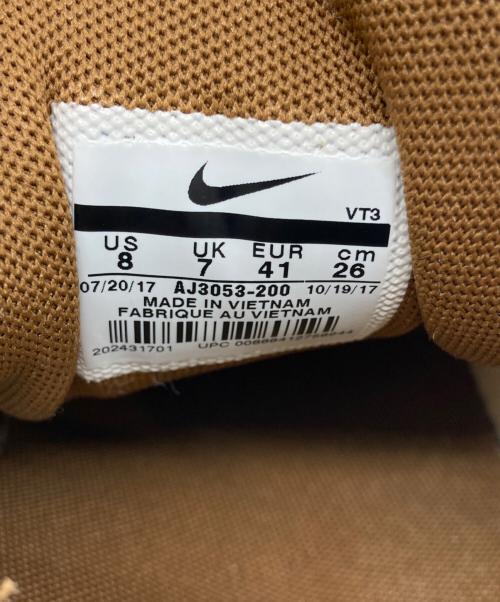 VT3
US UK EUR cm
8 7 41 26
07/20/17 AJ3053-200 10/19/17
MADE IN VIETNAM
FABRIQUE AU VIETNAM
202431701 UPC